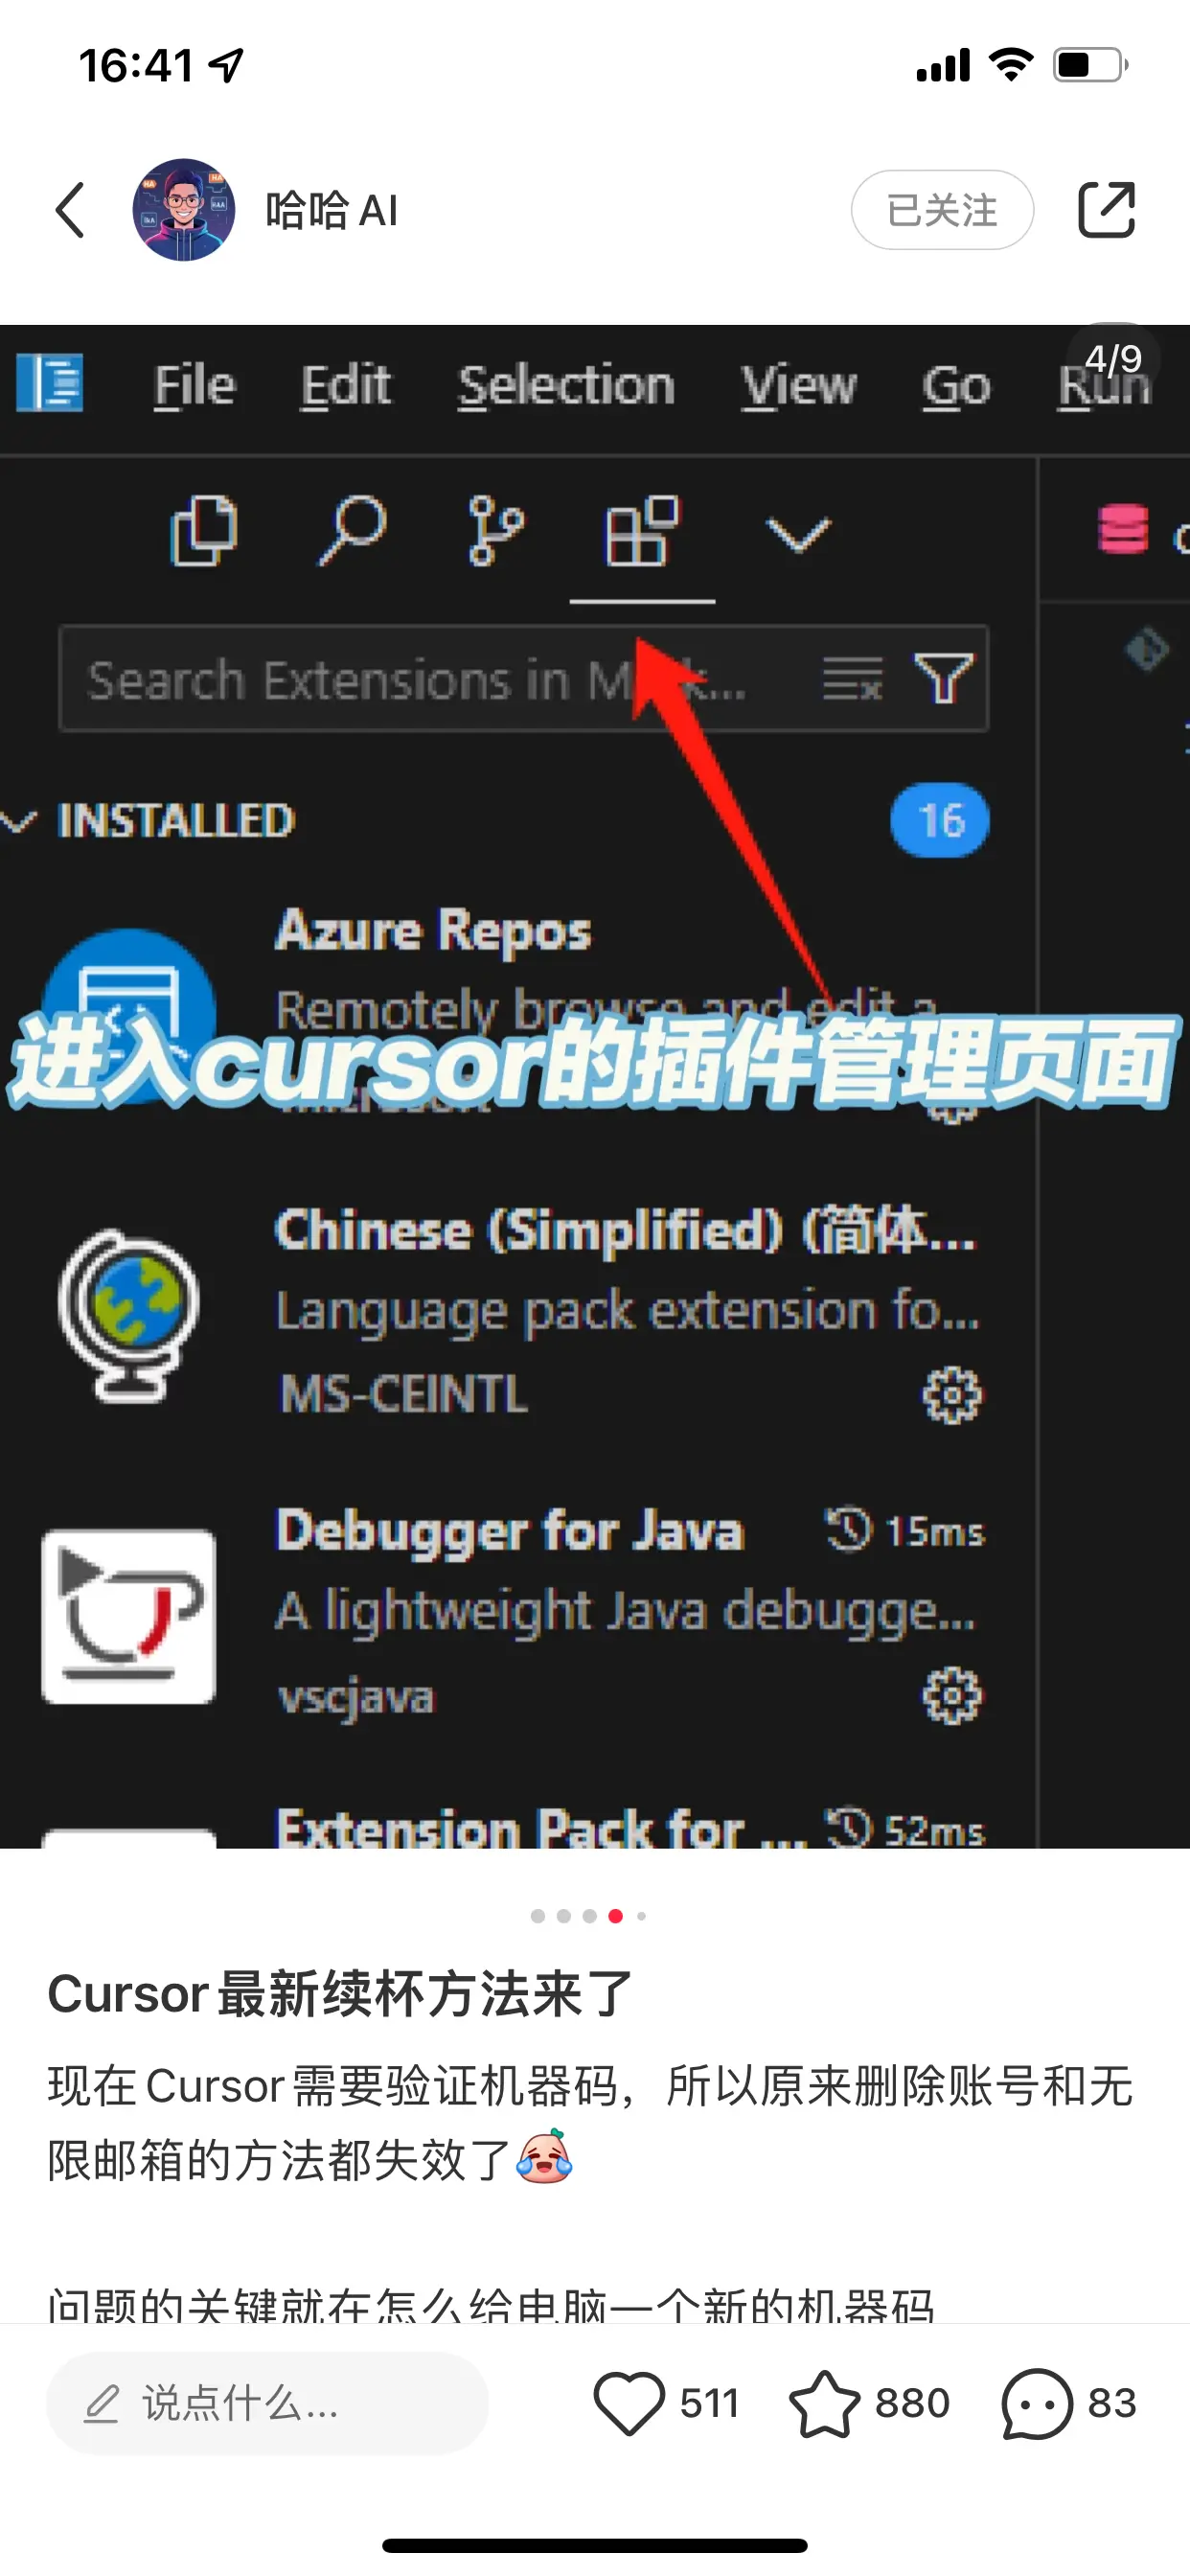 16:41
哈哈 AI
已关注
4/9
File Edit Selection View Go Run
Search Extensions in M k...
INSTALLED 16
Azure Repos
Remotely browse and edit a
进入cursor的插件管理页面
Chinese (Simplified) (简体...
Language pack extension fo...
MS-CEINTL
Debugger for Java 15ms
A lightweight Java debugge...
vscjava
Extension Pack for ... 52ms
Cursor最新续杯方法来了
现在Cursor需要验证机器码，所以原来删除账号和无
限邮箱的方法都失效了
问题的关键就在怎么给电脑一个新的机器码
说点什么...
511
880
83